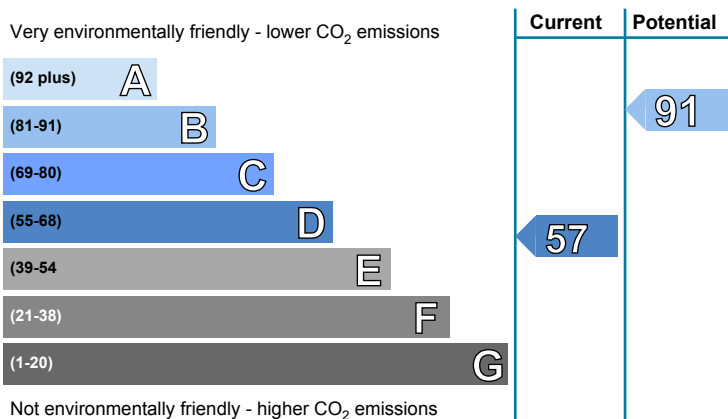 Current Potential
Very environmentally friendly - lower CO2 emissions
(92 plus) A
91
(81-91) B
(69-80) C
(55-68) D
57
(39-54 E
(21-38) F
(1-20) G
Not environmentally friendly - higher CO2 emissions